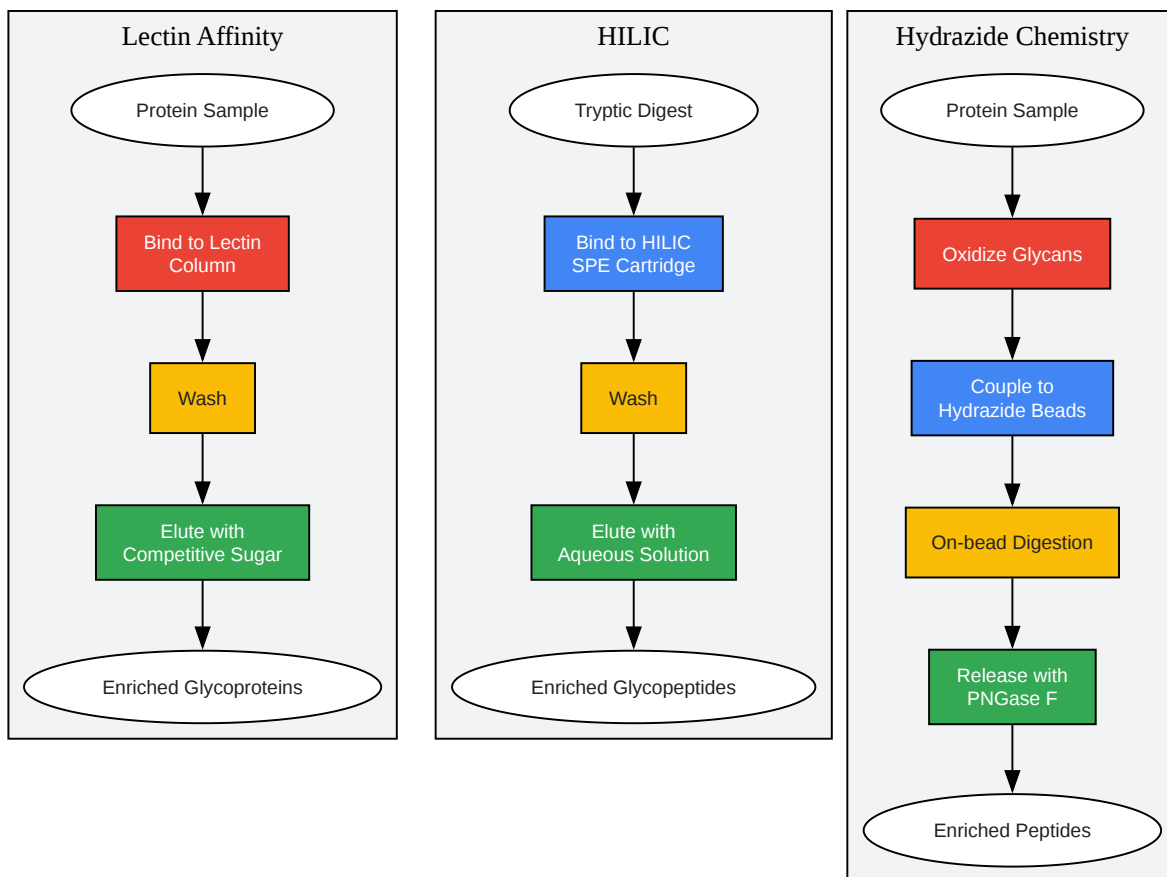 Lectin Affinity
Protein Sample
Bind to Lectin
Column
Wash
Elute with
Competitive Sugar
Enriched Glycoproteins
HILIC
Tryptic Digest
Bind to HILIC
SPE Cartridge
Wash
Elute with
Aqueous Solution
Enriched Glycopeptides
Hydrazide Chemistry
Protein Sample
Oxidize Glycans
Couple to
Hydrazide Beads
On-bead Digestion
Release with
PNGase F
Enriched Peptides